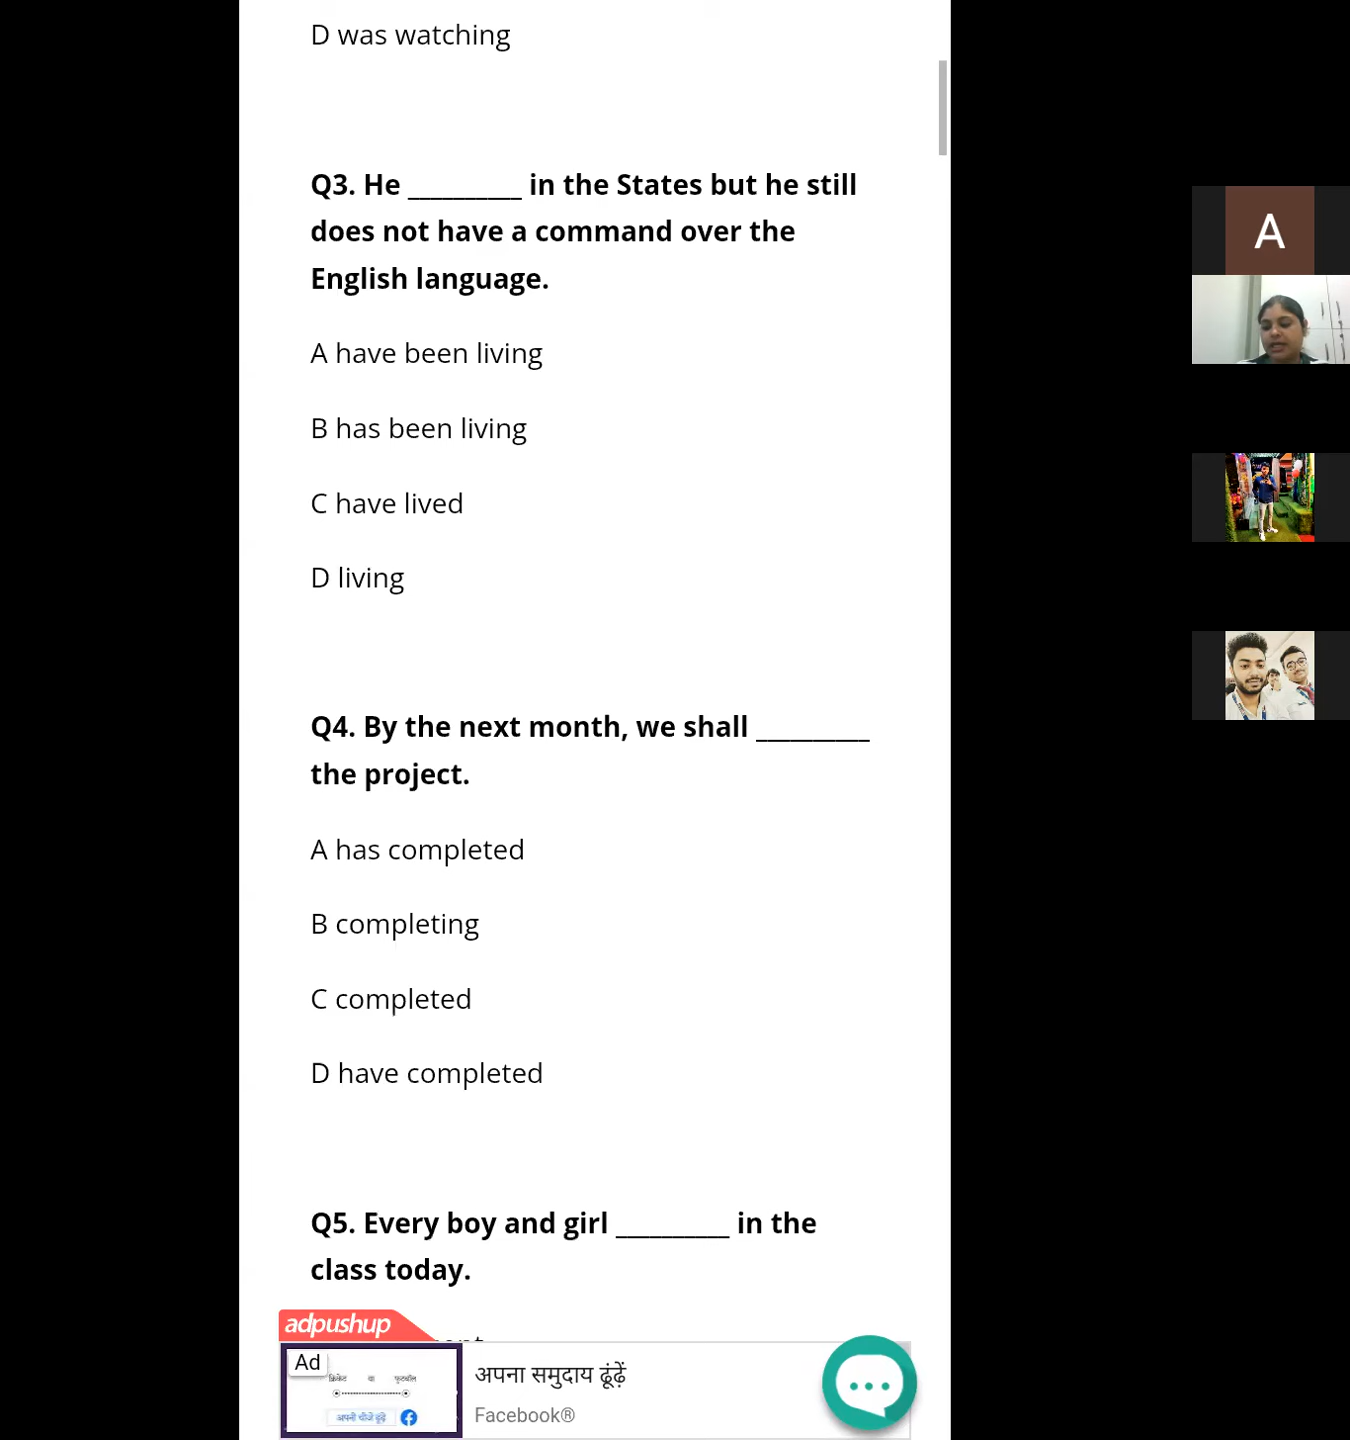 D was watching
Q3. He ________ in the States but he still
does not have a command over the
English language.
A have been living
B has been living
C have lived
D living
Q4. By the next month, we shall ________
the project.
A has completed
B completing
C completed
D have completed
Q5. Every boy and girl ________ in the
class today.
adpushup
Ad
क्रिकेट या फुटबॉल
अपनी चीजें ढूंढ़ें
अपना समुदाय ढूंढ़ें
Facebook®
A